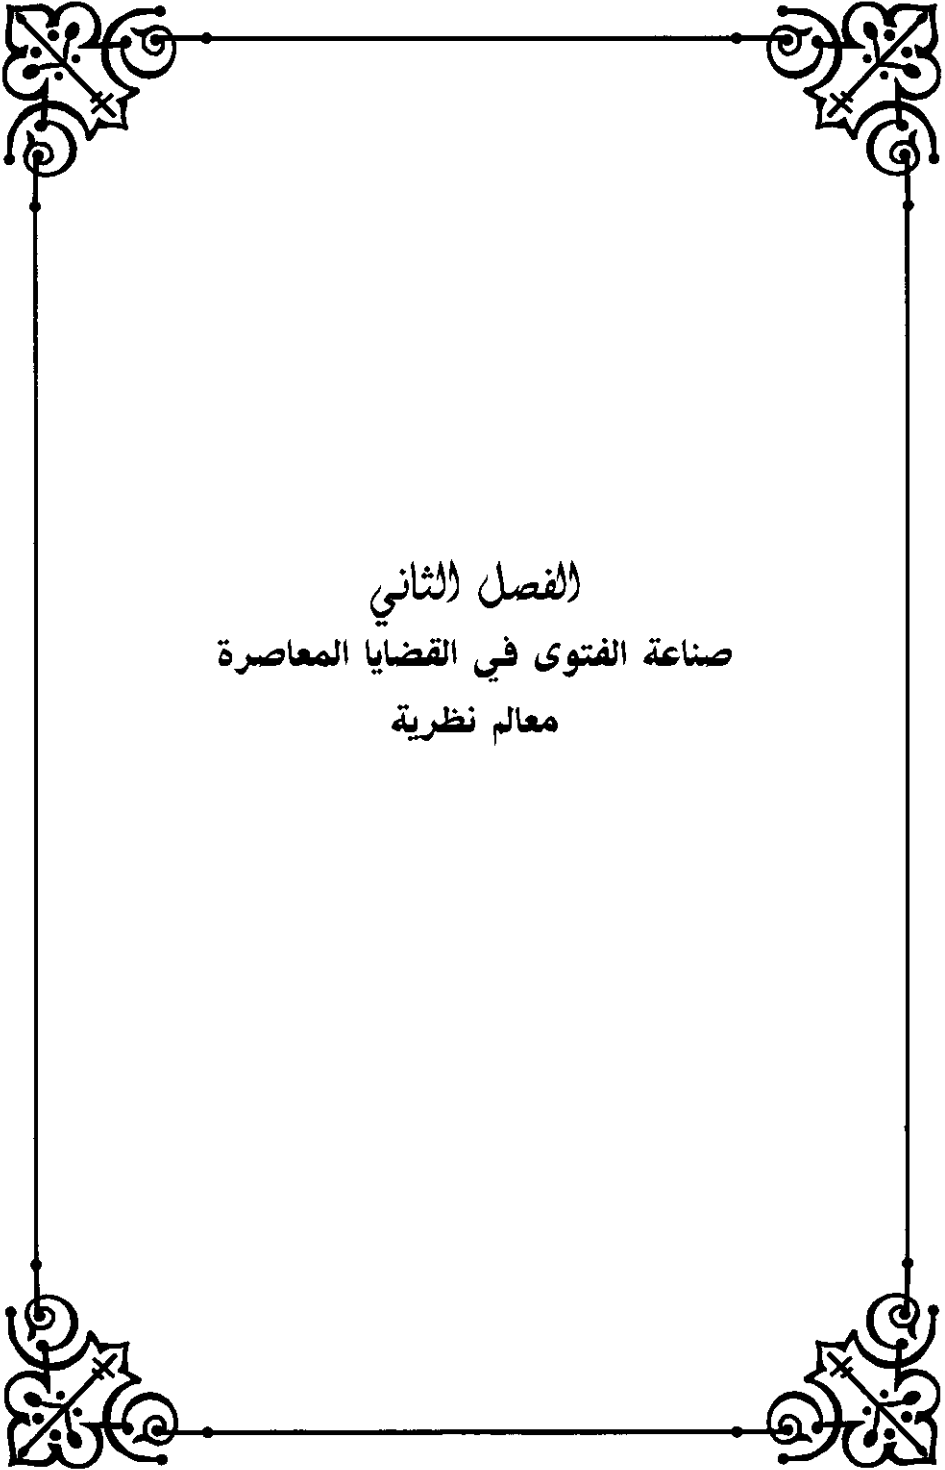 الفصل الثاني
صناعة الفتوى في القضايا المعاصرة
معالم نظرية